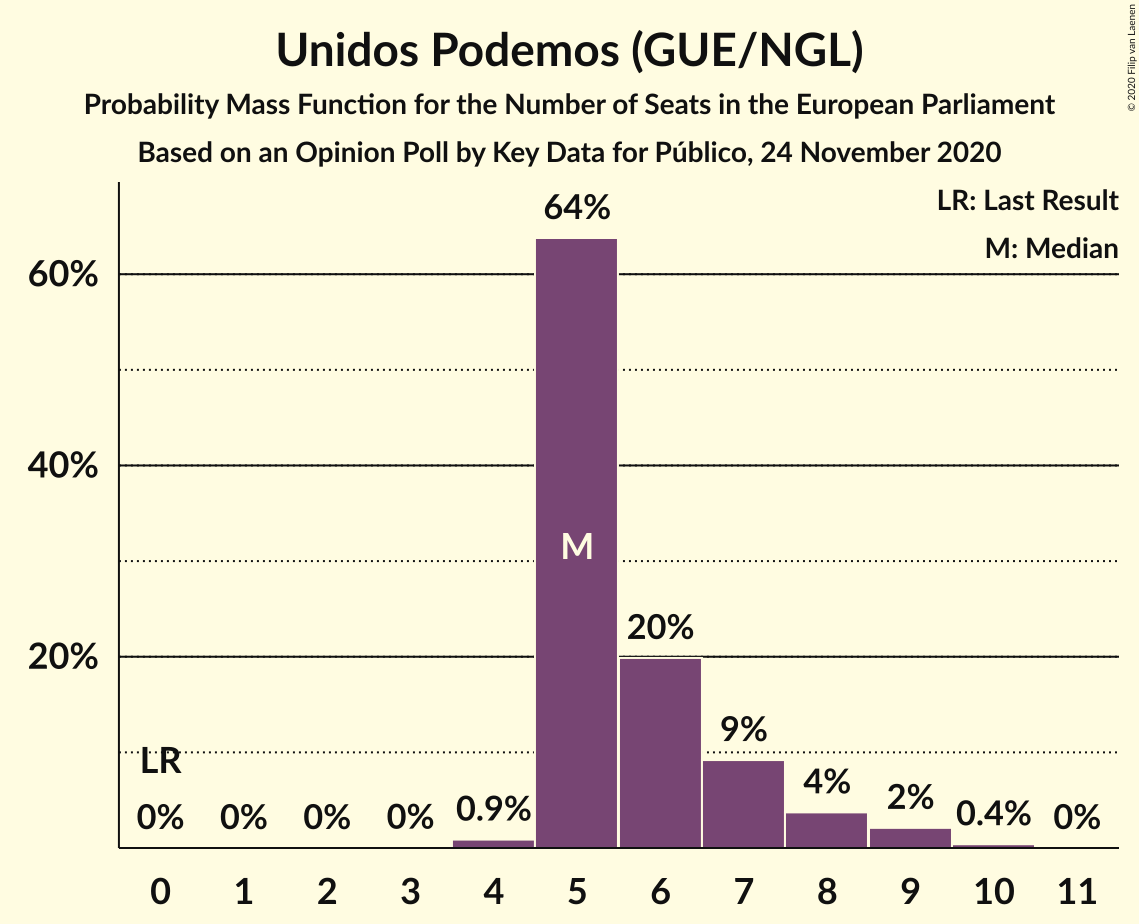 Unidos Podemos (GUE/NGL)
Probability Mass Function for the Number of Seats in the European Parliament
Based on an Opinion Poll by Key Data for Público, 24 November 2020
© 2020 Filip van Laenen
LR: Last Result
M: Median
64%
60%
40%
M
20%
20%
9%
LR
4%
2%
0% 0% 0% 0% 0.9% 0.4% 0%
0 1 2 3 4 5 6 7 8 9 10 11